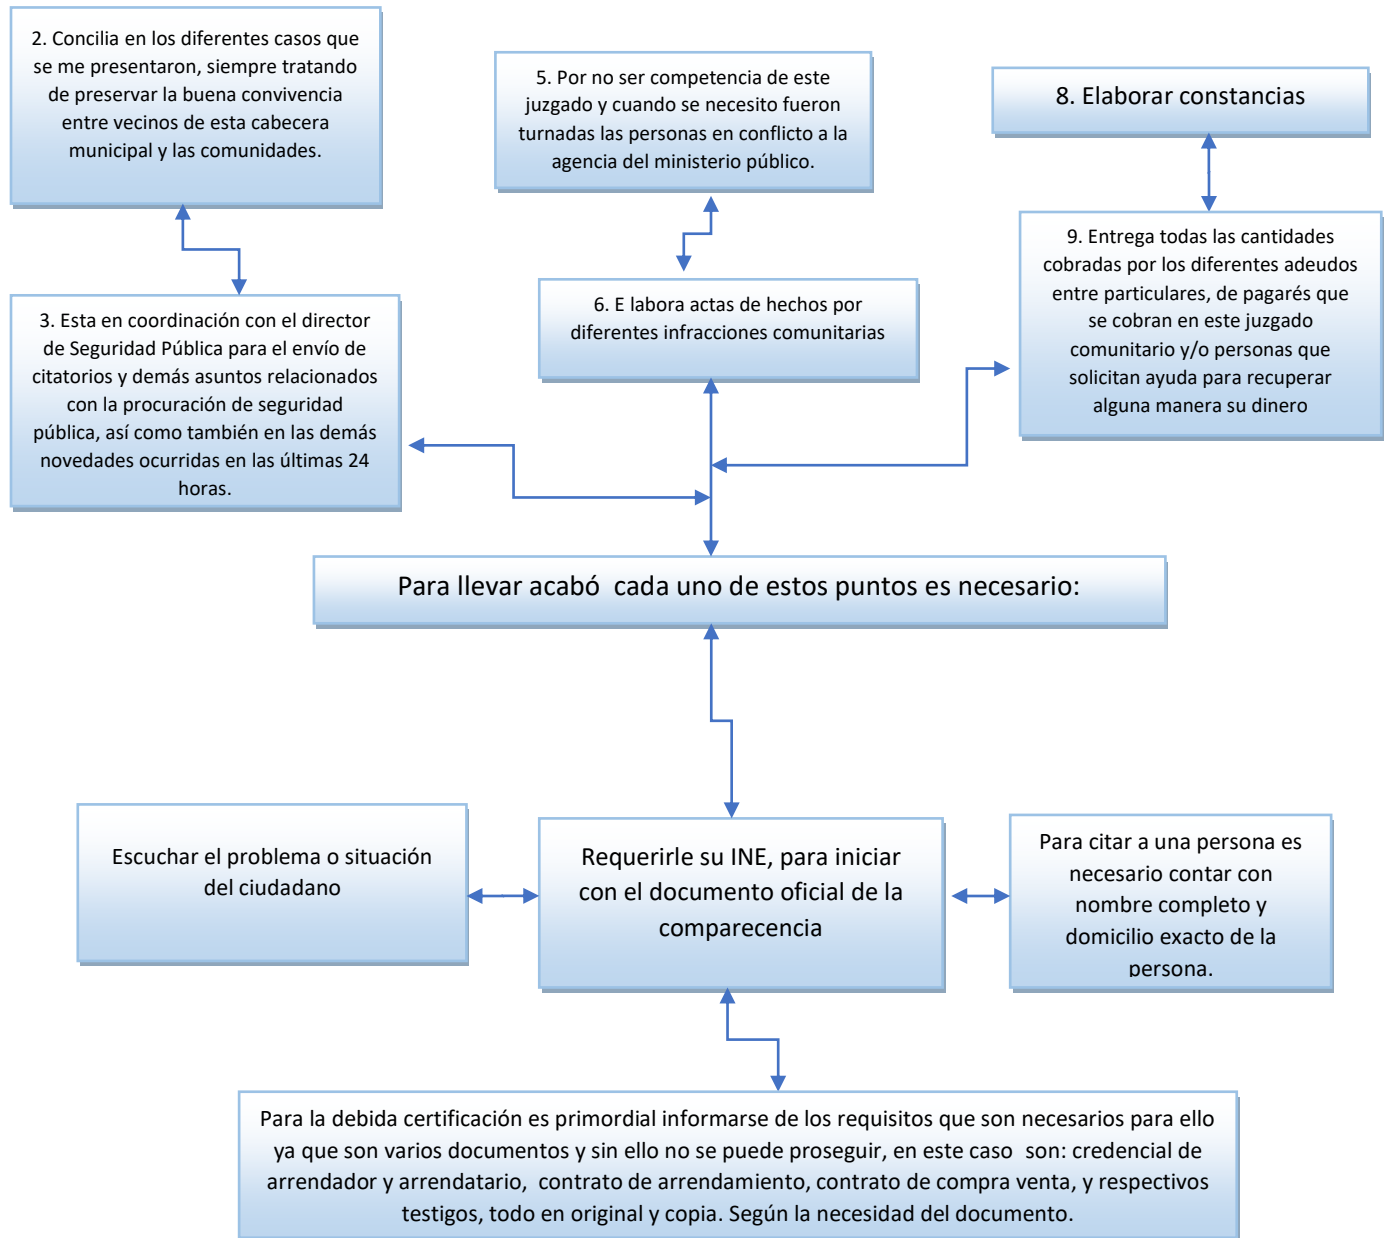 2. Concilia en los diferentes casos que
se me presentaron, siempre tratando
de preservar la buena convivencia
entre vecinos de esta cabecera
municipal y las comunidades.
3. Esta en coordinación con el director
de Seguridad Pública para el envío de
citatorios y demás asuntos relacionados
con la procuración de seguridad
pública, así como también en las demás
novedades ocurridas en las últimas 24
horas.
5. Por no ser competencia de este
juzgado y cuando se necesito fueron
turnadas las personas en conflicto a la
agencia del ministerio público.
6. E labora actas de hechos por
diferentes infracciones comunitarias
8. Elaborar constancias
9. Entrega todas las cantidades
cobradas por los diferentes adeudos
entre particulares, de pagarés que
se cobran en este juzgado
comunitario y/o personas que
solicitan ayuda para recuperar
alguna manera su dinero
Para llevar acabó  cada uno de estos puntos es necesario:
Escuchar el problema o situación
del ciudadano
Requerirle su INE, para iniciar
con el documento oficial de la
comparecencia
Para citar a una persona es
necesario contar con
nombre completo y
domicilio exacto de la
persona.
Para la debida certificación es primordial informarse de los requisitos que son necesarios para ello
ya que son varios documentos y sin ello no se puede proseguir, en este caso  son: credencial de
arrendador y arrendatario,  contrato de arrendamiento, contrato de compra venta, y respectivos
testigos, todo en original y copia. Según la necesidad del documento.